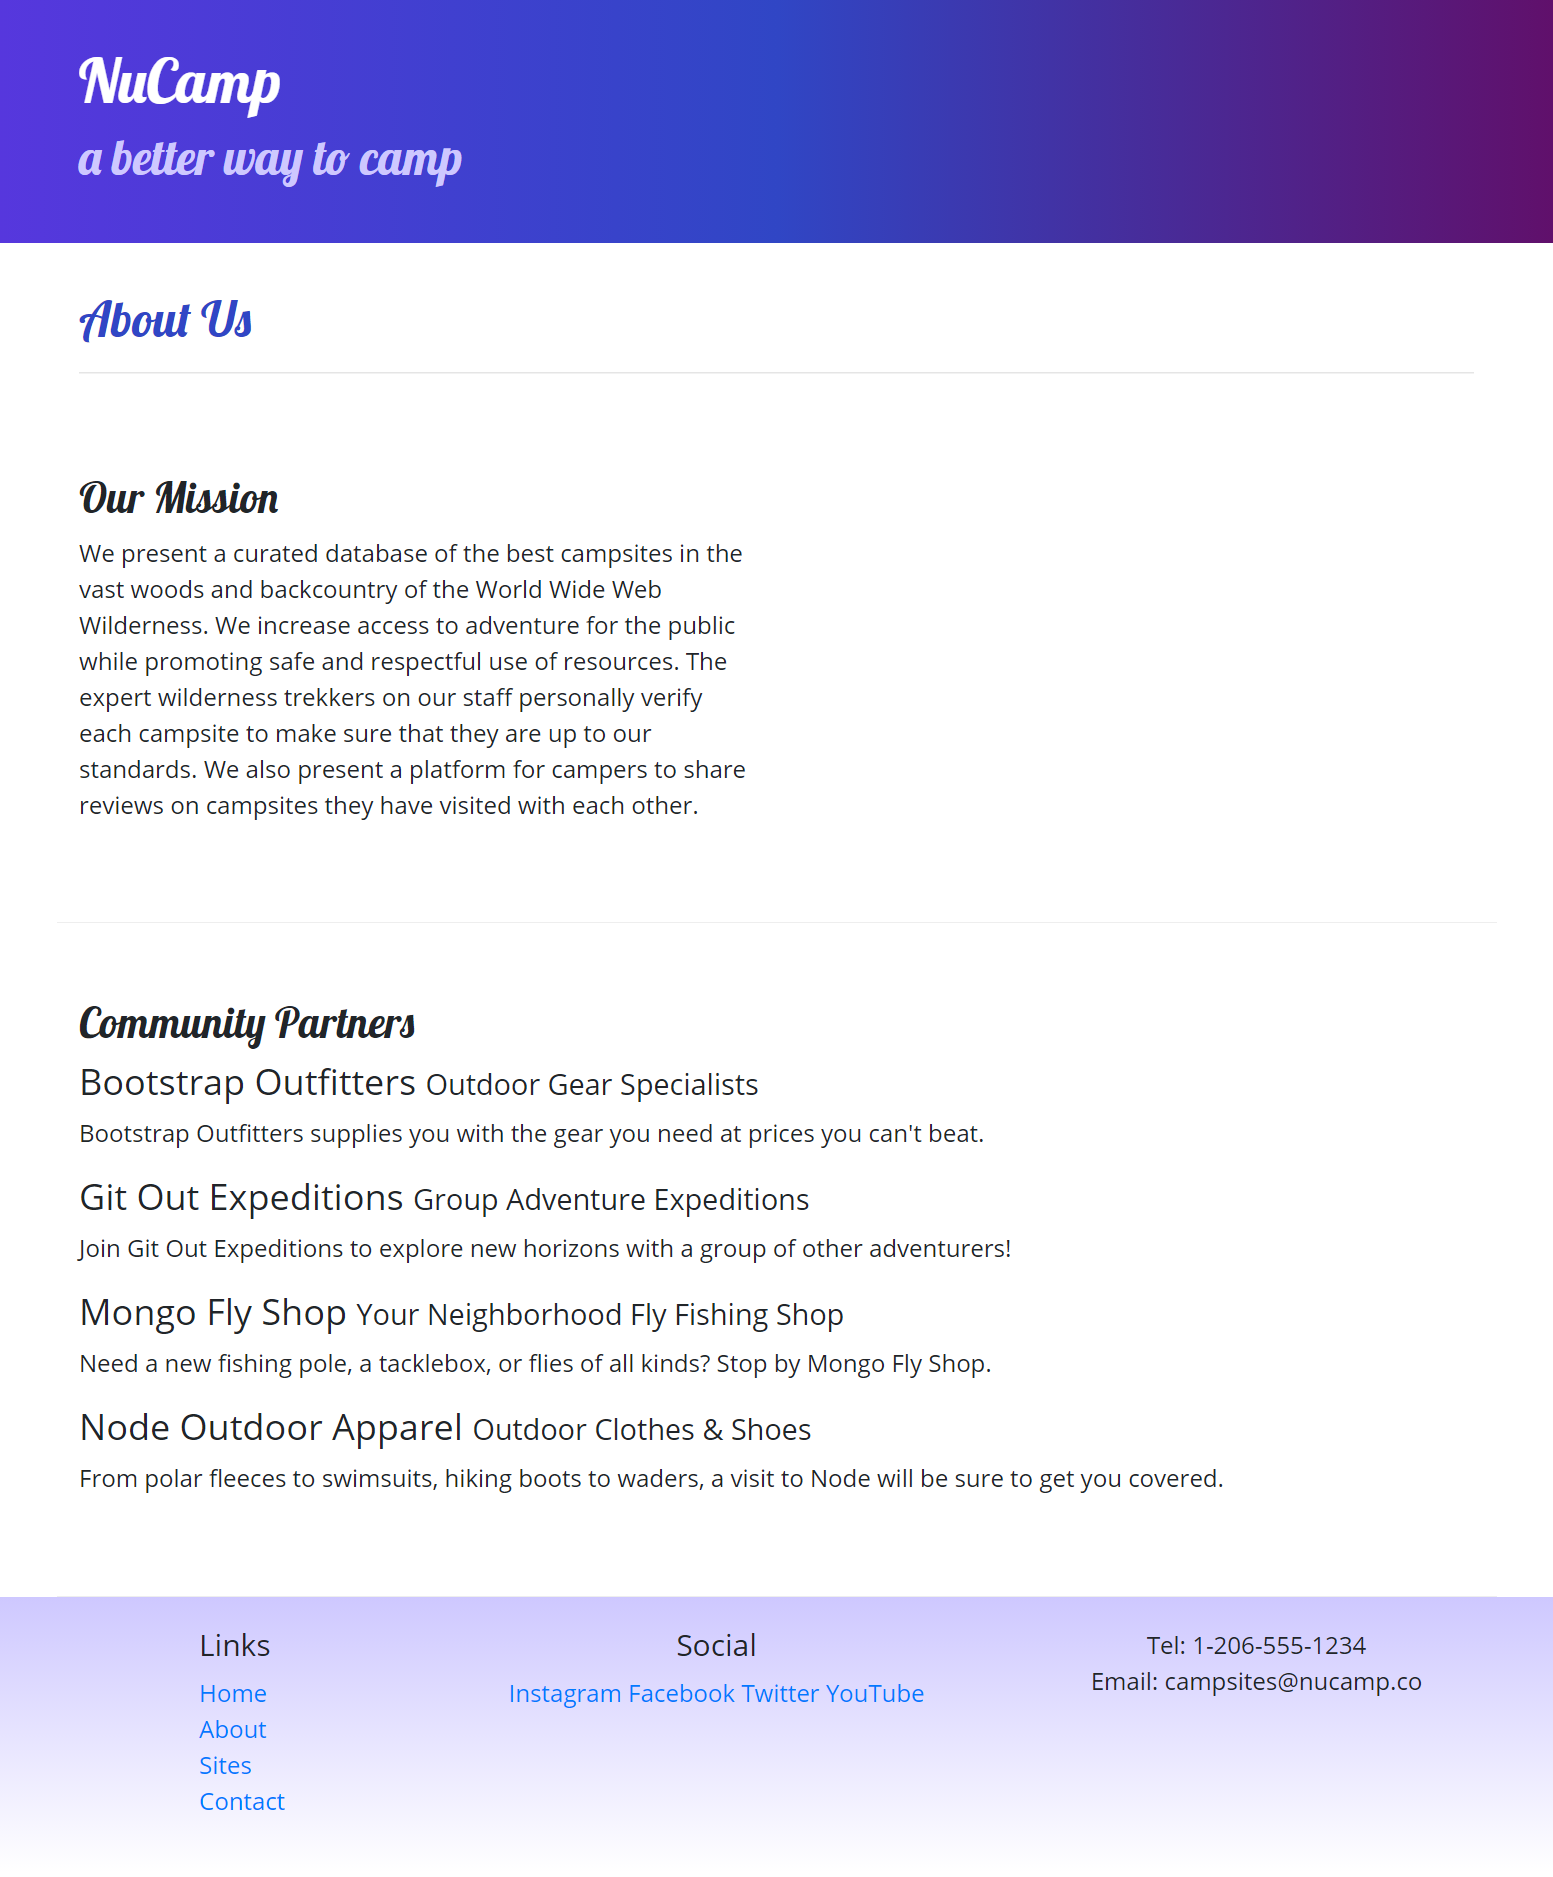 NuCamp
a better way to camp
About Us
Our Mission
We present a curated database of the best campsites in the
vast woods and backcountry of the World Wide Web
Wilderness. We increase access to adventure for the public
while promoting safe and respectful use of resources. The
expert wilderness trekkers on our staff personally verify
each campsite to make sure that they are up to our
standards. We also present a platform for campers to share
reviews on campsites they have visited with each other.
Community Partners
Bootstrap Outfitters Outdoor Gear Specialists
Bootstrap Outfitters supplies you with the gear you need at prices you can't beat.
Git Out Expeditions Group Adventure Expeditions
Join Git Out Expeditions to explore new horizons with a group of other adventurers!
Mongo Fly Shop Your Neighborhood Fly Fishing Shop
Need a new fishing pole, a tacklebox, or flies of all kinds? Stop by Mongo Fly Shop.
Node Outdoor Apparel Outdoor Clothes & Shoes
From polar fleeces to swimsuits, hiking boots to waders, a visit to Node will be sure to get you covered.
Links
Home
About
Sites
Contact
Social
Instagram Facebook Twitter YouTube
Tel: 1-206-555-1234
Email: campsites@nucamp.co